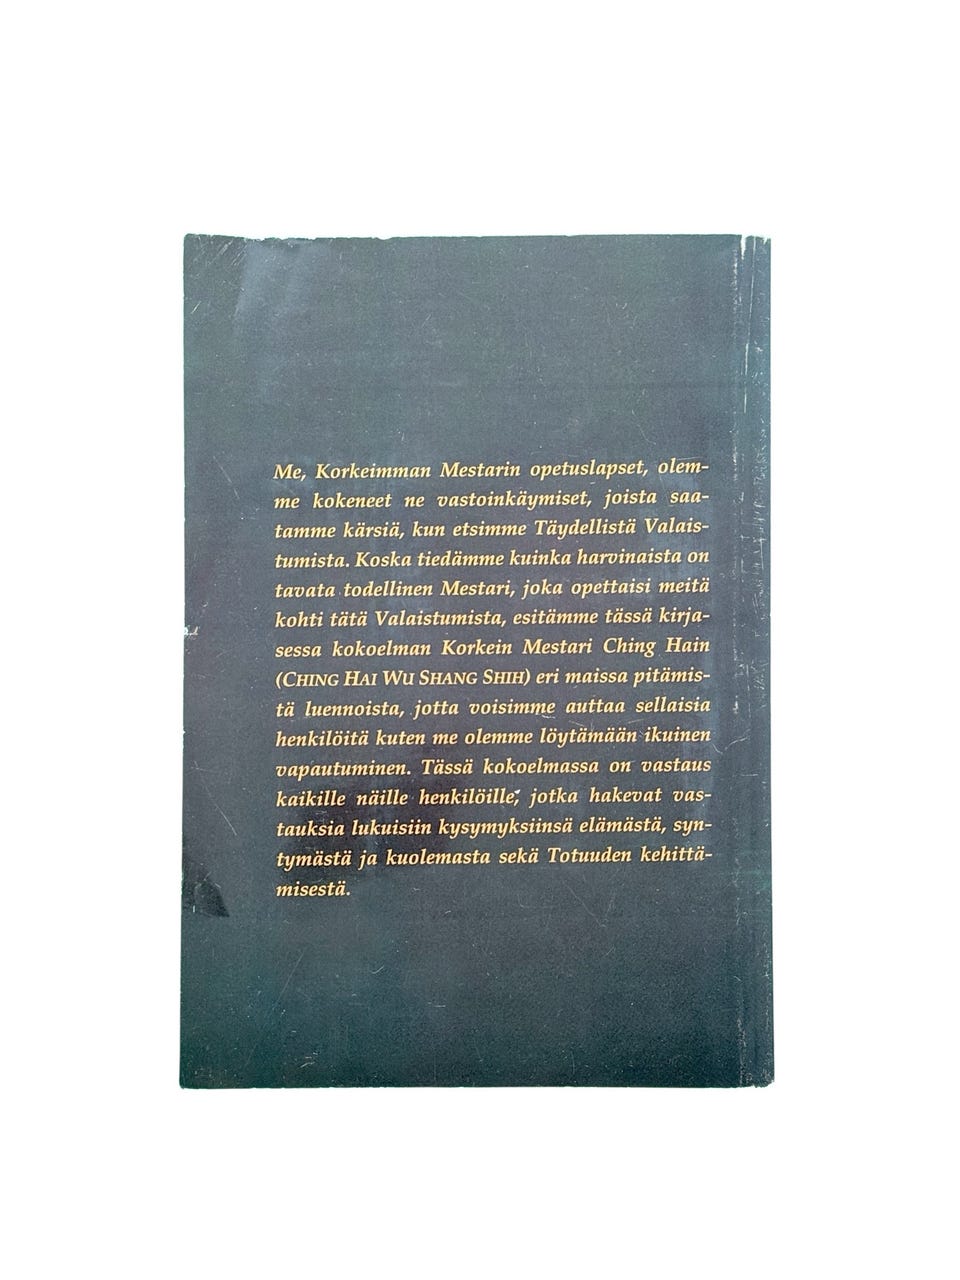 Me, Korkeimman Mestarin opetuslapset, olem-
me kokeneet ne vastoinkäymiset, joista saa-
tamme kärsiä, kun etsimme Täydellistä Valais-
tumista. Koska tiedämme kuinka harvinaista on
tavata todellinen Mestari, joka opettaisi meitä
kohti tätä Valaistumista, esitämme tässä kirja-
sessa kokoelman Korkein Mestari Ching Hain
(CHING HAI WU SHANG SHIH) eri maissa pitämis-
tä luennoista, jotta voisimme auttaa sellaisia
henkilöitä kuten me olemme löytämään ikuinen
vapautuminen. Tässä kokoelmassa on vastaus
kaikille näille henkilöille, jotka hakevat vas-
tauksia lukuisiin kysymyksiinsä elämästä, syn-
tymästä ja kuolemasta sekä Totuuden kehittä-
misestä.